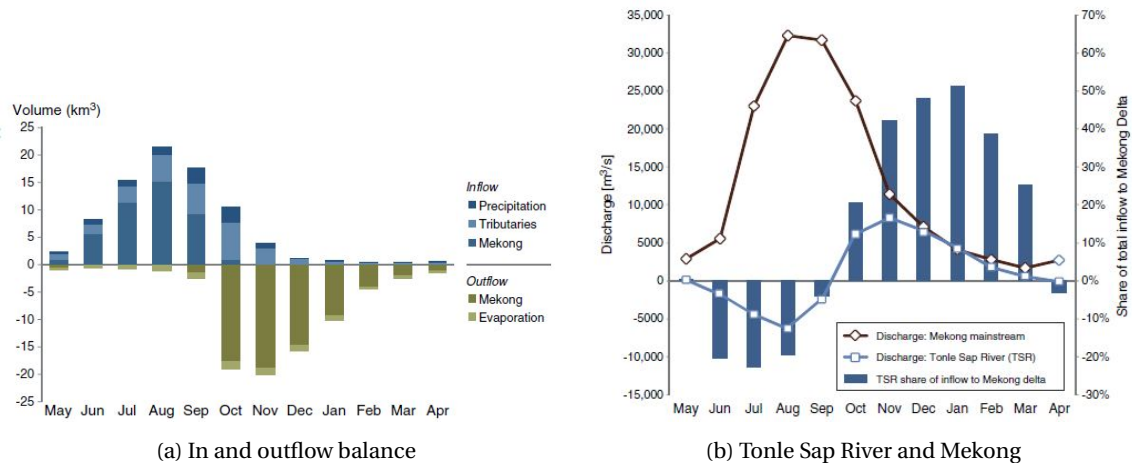 Volume (km³)
25
20
15
10
5
0
-5
-10
-15
-20
-25
May Jun Jul Aug Sep Oct Nov Dec Jan Feb Mar Apr
Inflow
Precipitation
Tributaries
Mekong
Outflow
Mekong
Evaporation
(a) In and outflow balance
35,000
30,000
25,000
20,000
15,000
10,000
5000
0
-5000
-10,000
-15,000
Discharge [m³/s]
70%
60%
50%
40%
30%
20%
10%
0%
-10%
-20%
-30%
Share of total inflow to Mekong Delta
Discharge: Mekong mainstream
Discharge: Tonle Sap River (TSR)
TSR share of inflow to Mekong delta
May Jun Jul Aug Sep Oct Nov Dec Jan Feb Mar Apr
(b) Tonle Sap River and Mekong